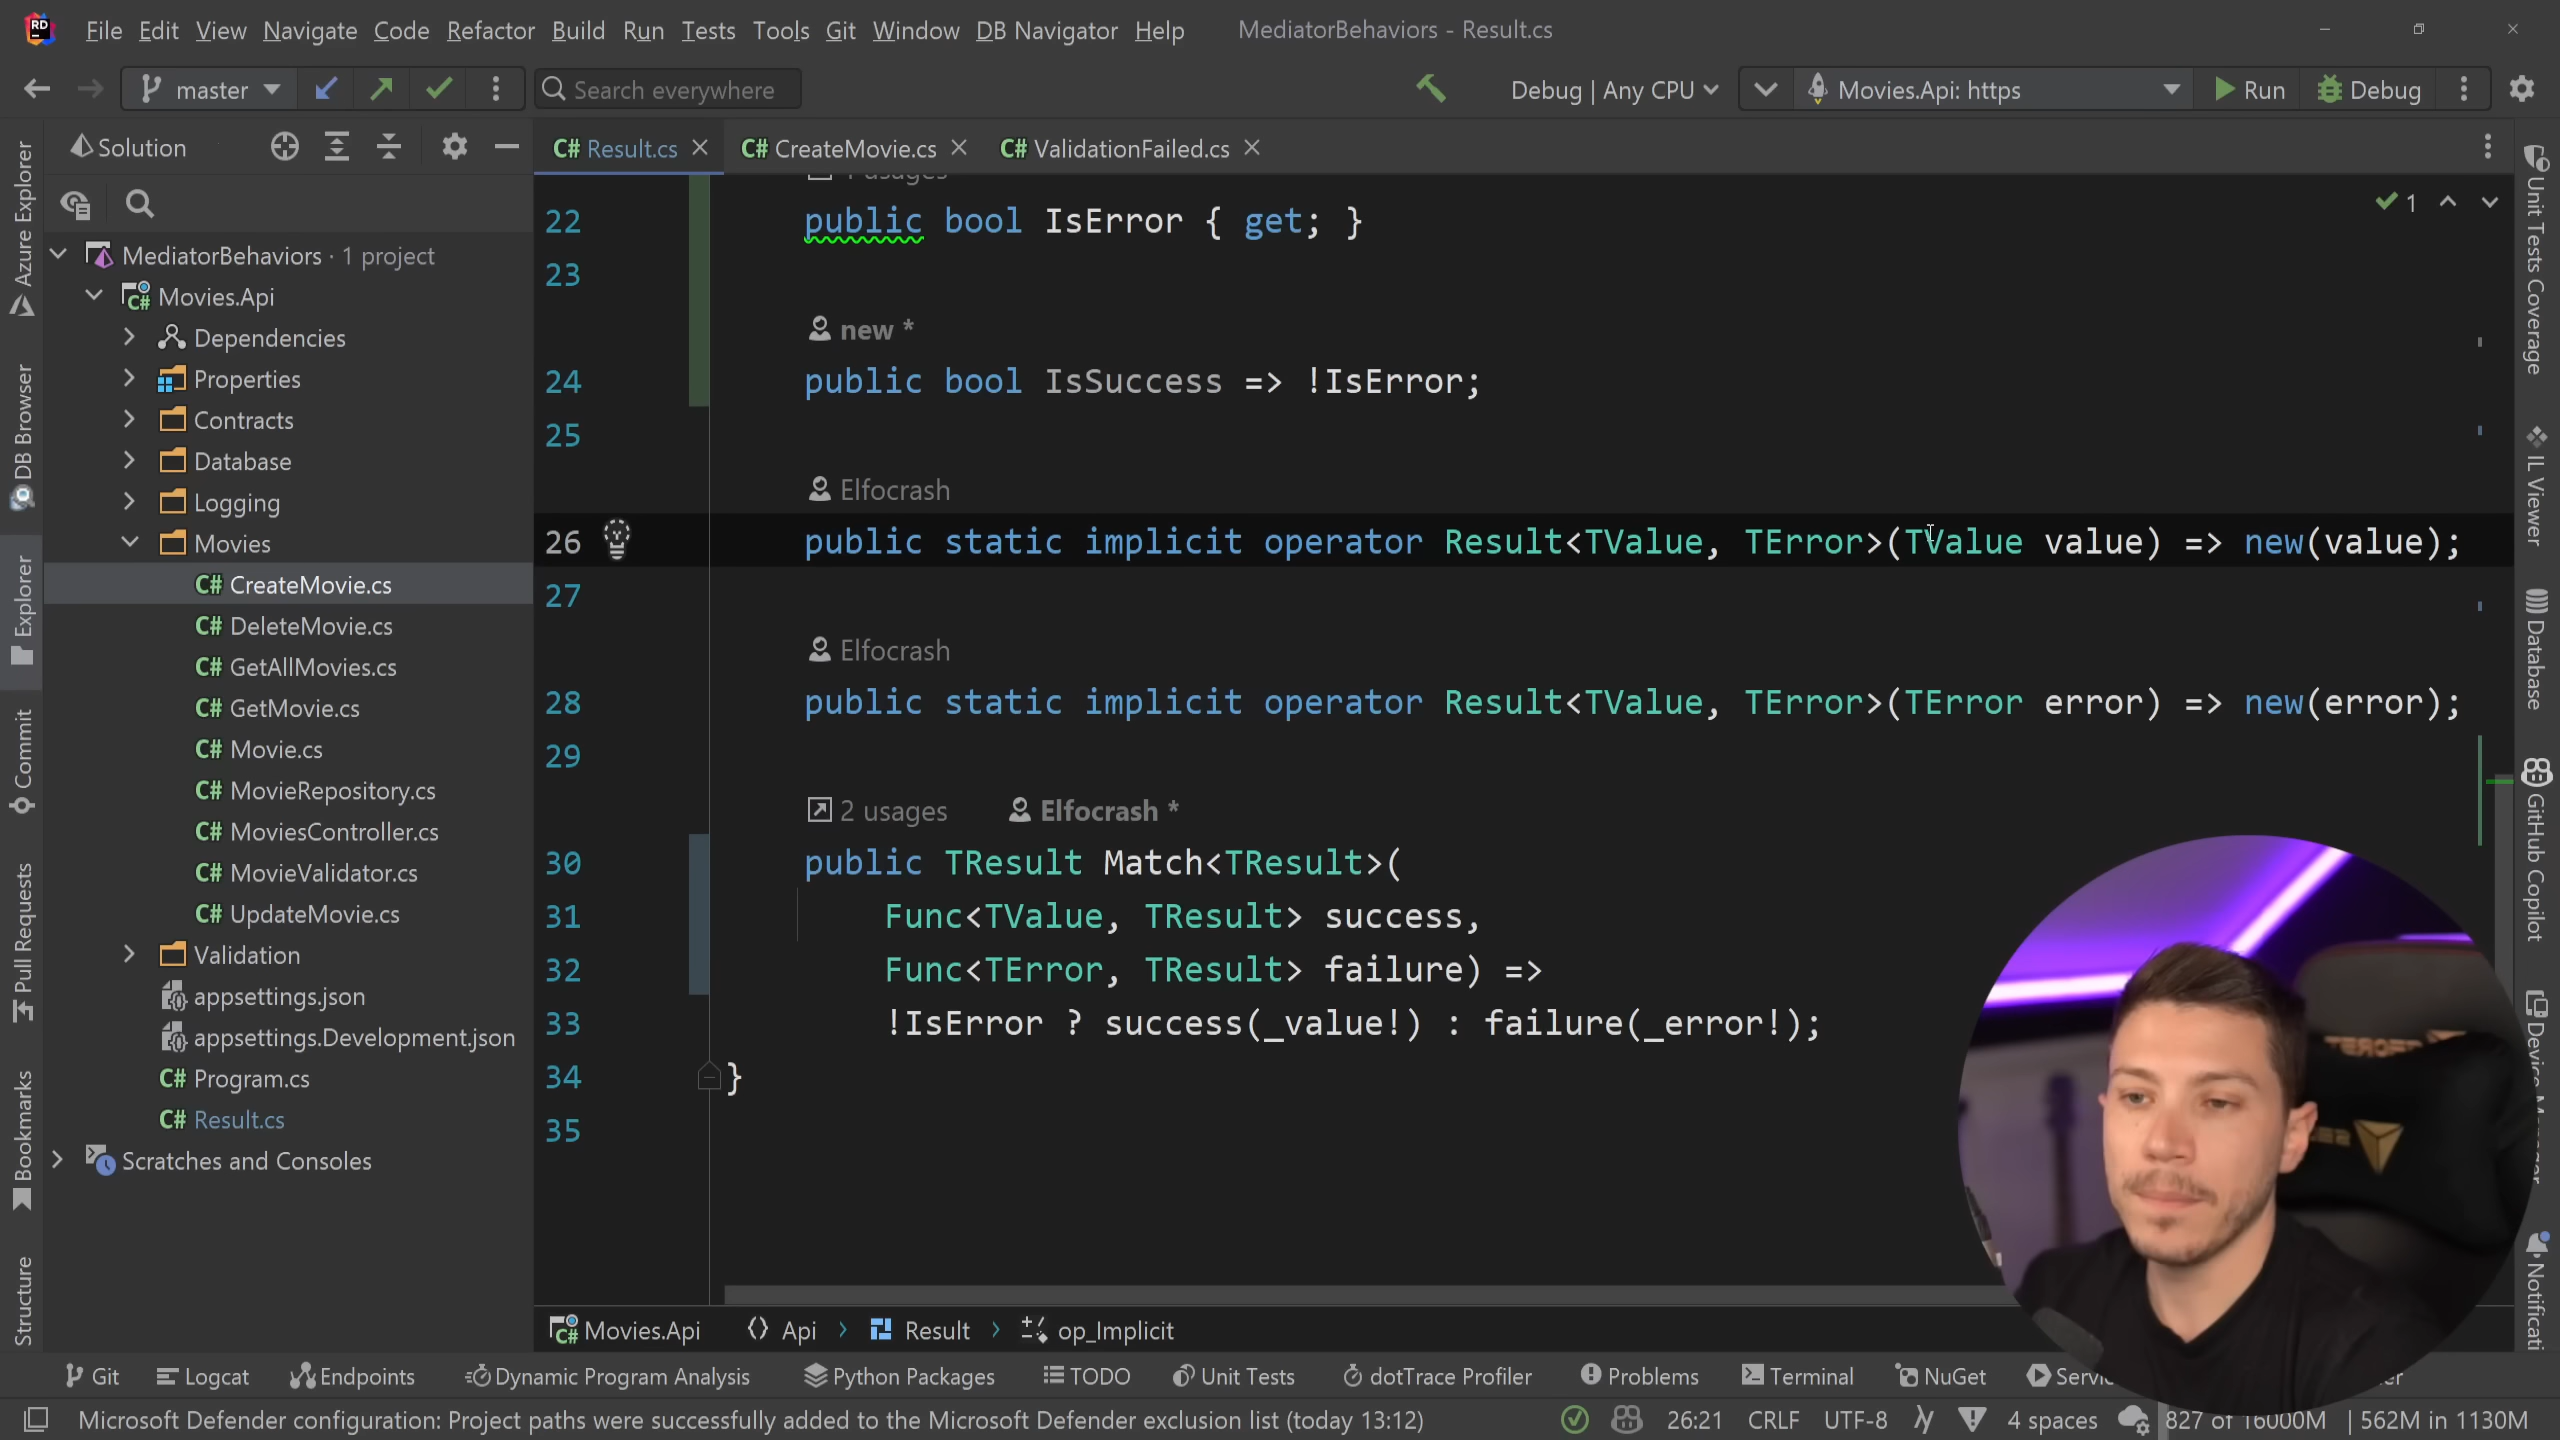 RD File Edit View Navigate Code Refactor Build Run Tests Tools Git Window DB Navigator Help MediatorBehaviors - Result.cs
master Search everywhere Debug | Any CPU Movies.Api: https Run Debug
Solution
C# Result.cs C# CreateMovie.cs C# ValidationFailed.cs
Azure Explorer
DB Browser
Explorer
Commit
Pull Requests
Bookmarks
Structure
MediatorBehaviors · 1 project
Movies.Api
Dependencies
Properties
Contracts
Database
Logging
Movies
C# CreateMovie.cs
C# DeleteMovie.cs
C# GetAllMovies.cs
C# GetMovie.cs
C# Movie.cs
C# MovieRepository.cs
C# MoviesController.cs
C# MovieValidator.cs
C# UpdateMovie.cs
Validation
appsettings.json
appsettings.Development.json
C# Program.cs
C# Result.cs
Scratches and Consoles
usages
22 public bool IsError { get; }
1
23
new *
24 public bool IsSuccess => !IsError;
25
Elfocrash
26 public static implicit operator Result<TValue, TError>(TValue value) => new(value);
27
Elfocrash
28 public static implicit operator Result<TValue, TError>(TError error) => new(error);
29
2 usages Elfocrash *
30 public TResult Match<TResult>(
31 Func<TValue, TResult> success,
32 Func<TError, TResult> failure) =>
33 !IsError ? success(_value!) : failure(_error!);
34 }
35
Unit Tests Coverage
IL Viewer
Database
GitHub Copilot
Device M
Notificati
Movies.Api Api Result op_Implicit
Git Logcat Endpoints Dynamic Program Analysis Python Packages TODO Unit Tests dotTrace Profiler Problems Terminal NuGet
Microsoft Defender configuration: Project paths were successfully added to the Microsoft Defender exclusion list (today 13:12) 26:21 CRLF UTF-8 4 spaces 827 of 16000M 562M in 1130M